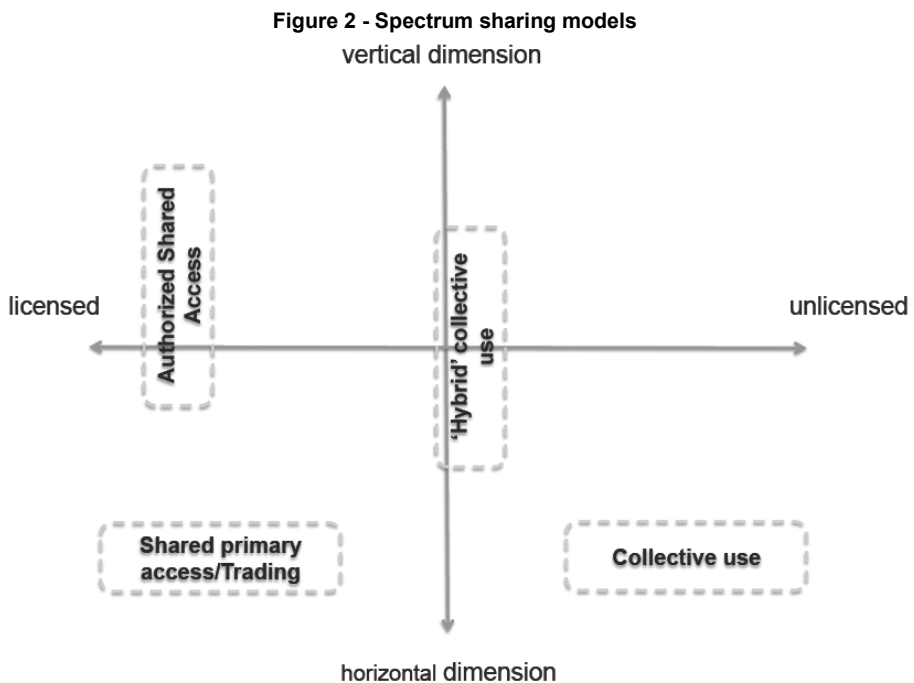 Figure 2 - Spectrum sharing models
vertical dimension
Authorized Shared
Access
licensed
'Hybrid’ collective
use
unlicensed
Shared primary
access/Trading
Collective use
horizontal dimension